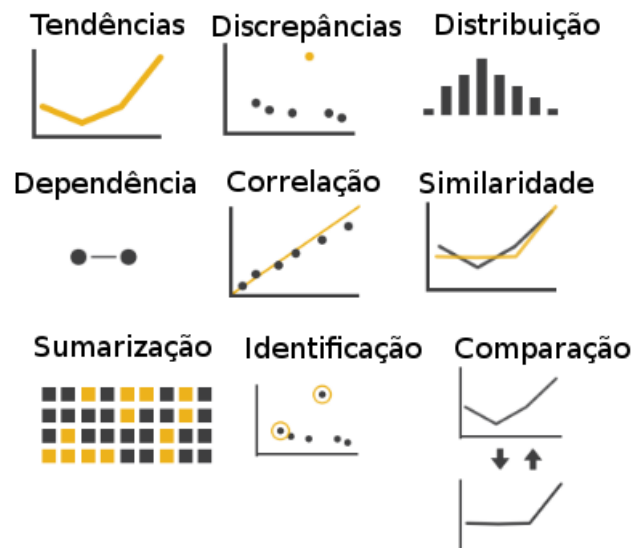 Tendências
Discrepâncias
Distribuição
Dependência
Correlação
Similaridade
Sumarização
Identificação
Comparação